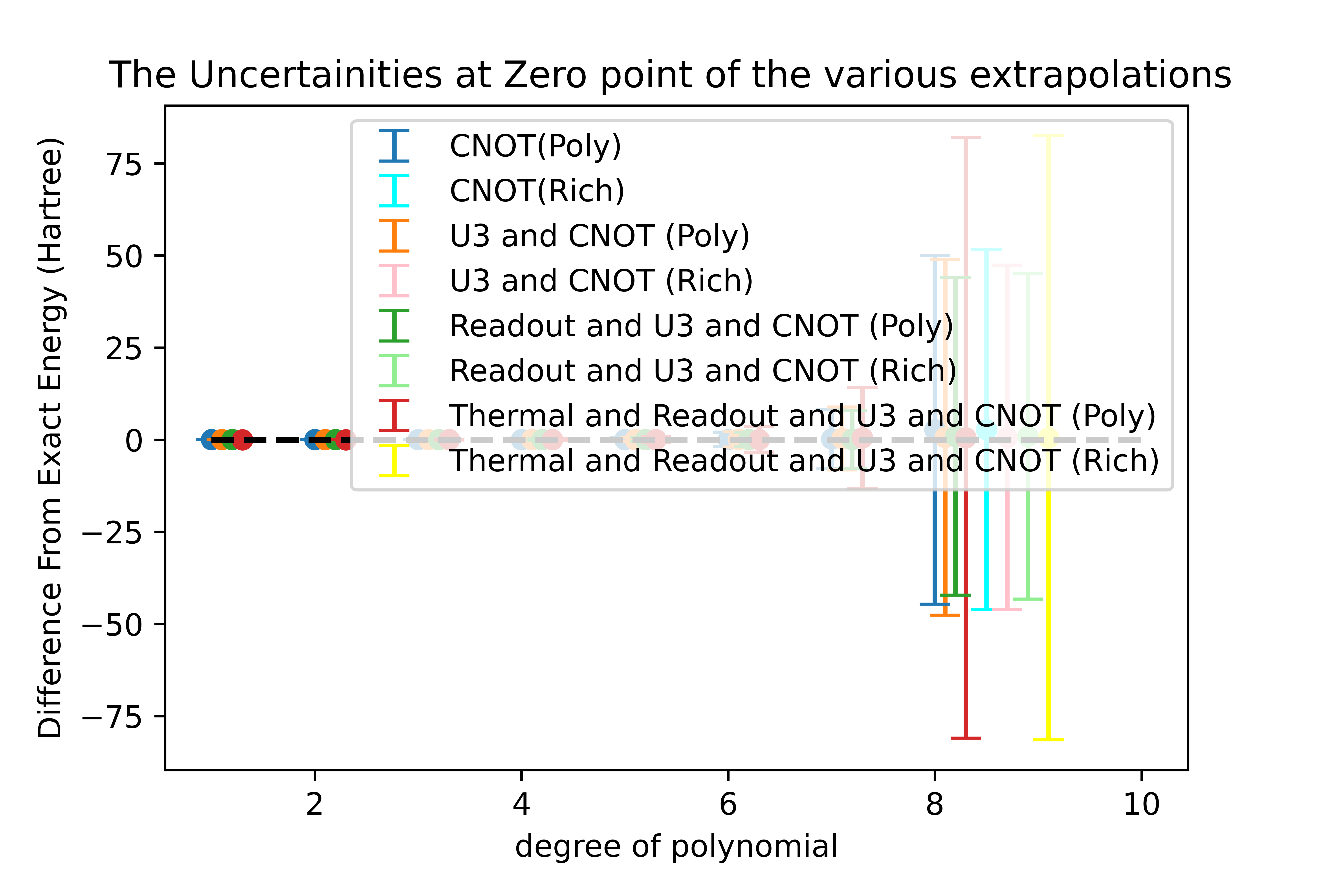 The Uncertainities at Zero point of the various extrapolations
Difference From Exact Energy (Hartree)
75
50
25
0
−25
−50
−75
CNOT(Poly)
CNOT(Rich)
U3 and CNOT (Poly)
U3 and CNOT (Rich)
Readout and U3 and CNOT (Poly)
Readout and U3 and CNOT (Rich)
Thermal and Readout and U3 and CNOT (Poly)
Thermal and Readout and U3 and CNOT (Rich)
2 4 6 8 10
degree of polynomial